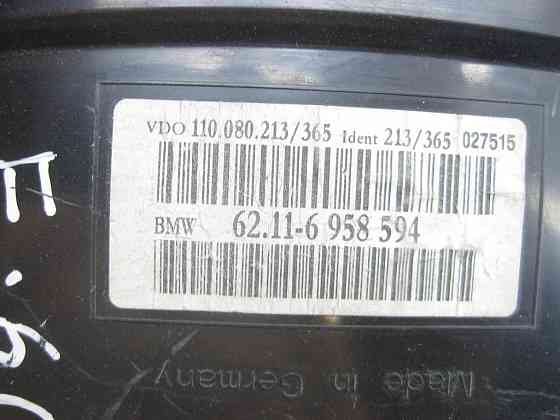 VDO 110.080.213/365 Ident 213/365 027515
BMW 62.11-6 958 594
Made in Germany